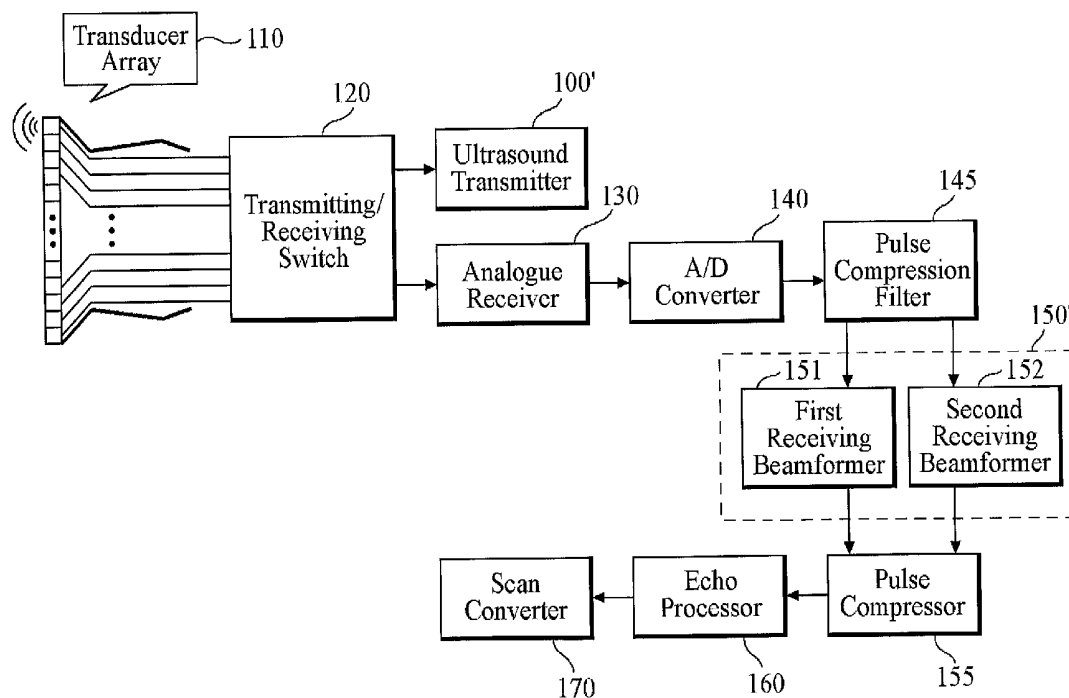 Transducer
Array
110
120
100'
Transmitting/
Receiving
Switch
Ultrasound
Transmitter
130
Analogue
Receiver
140
A/D
Converter
145
Pulse
Compression
Filter
150'
151
First
Receiving
Beamformer
152
Second
Receiving
Beamformer
Scan
Converter
170
Echo
Processor
160
Pulse
Compressor
155